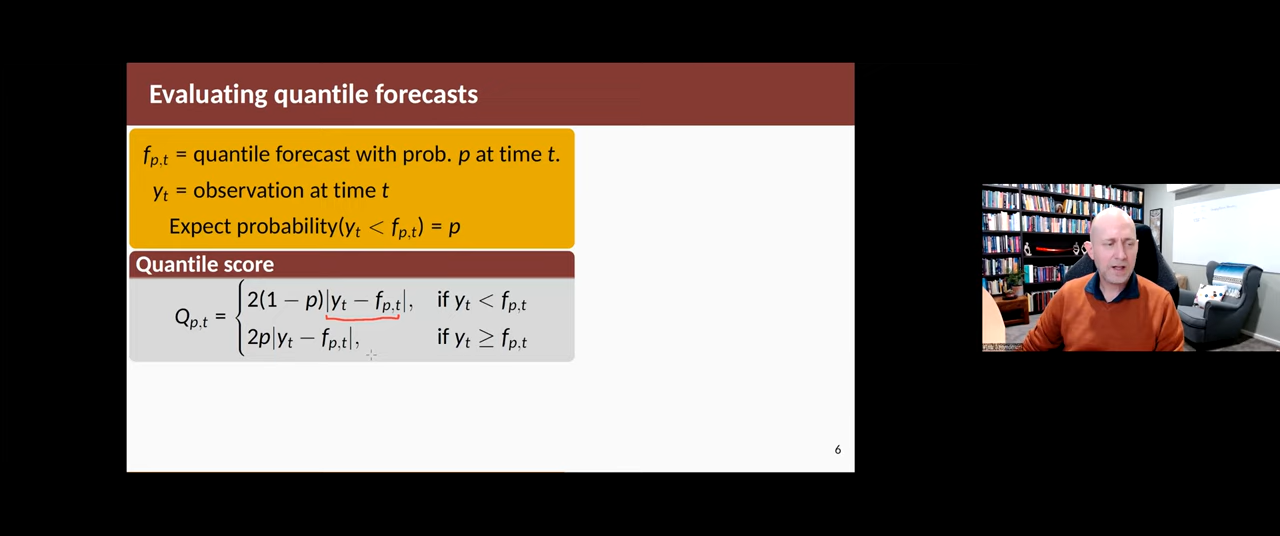 Evaluating quantile forecasts
f_{p,t} = quantile forecast with prob. p at time t.
y_t = observation at time t
Expect probability(y_t < f_{p,t}) = p
Quantile score
Q_{p,t} = { 2(1 − p)|y_t − f_{p,t}|, if y_t < f_{p,t}
2p|y_t − f_{p,t}|, if y_t ≥ f_{p,t}
6